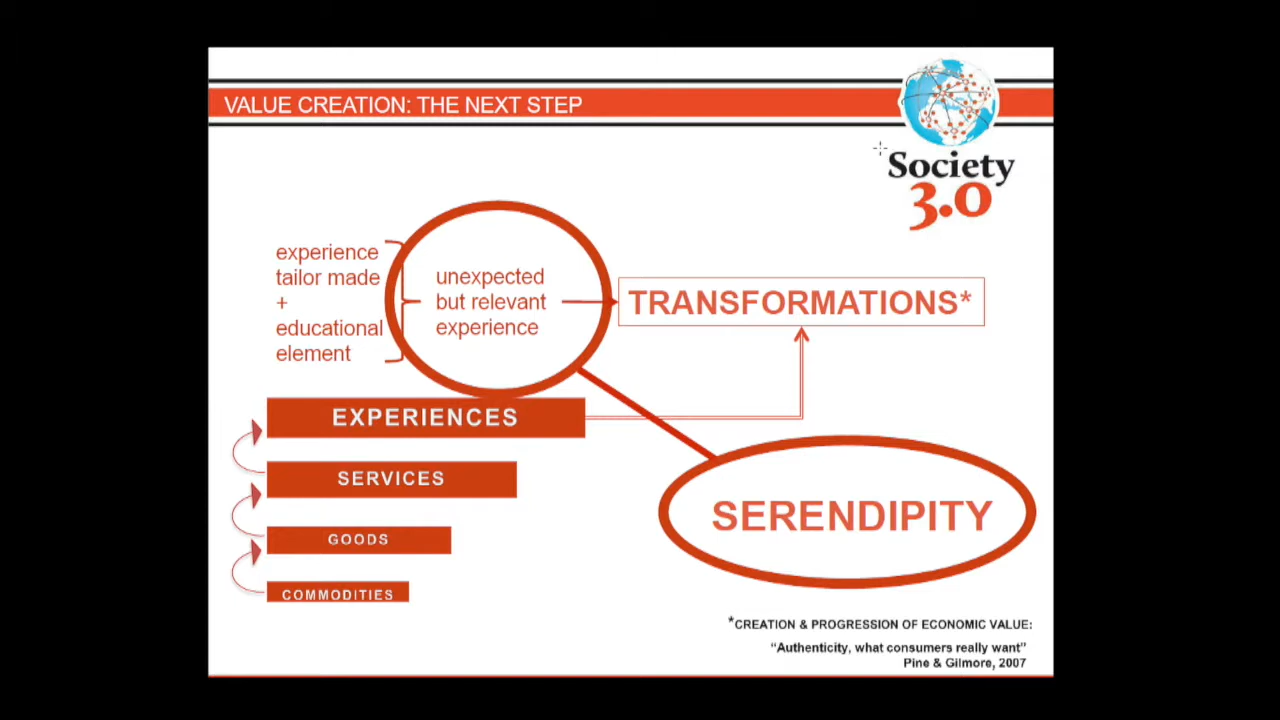 VALUE CREATION: THE NEXT STEP
Society
3.0
experience
tailor made
+
educational
element
unexpected
but relevant
experience
TRANSFORMATIONS*
EXPERIENCES
SERVICES
GOODS
COMMODITIES
SERENDIPITY
*CREATION & PROGRESSION OF ECONOMIC VALUE:
“Authenticity, what consumers really want”
Pine & Gilmore, 2007